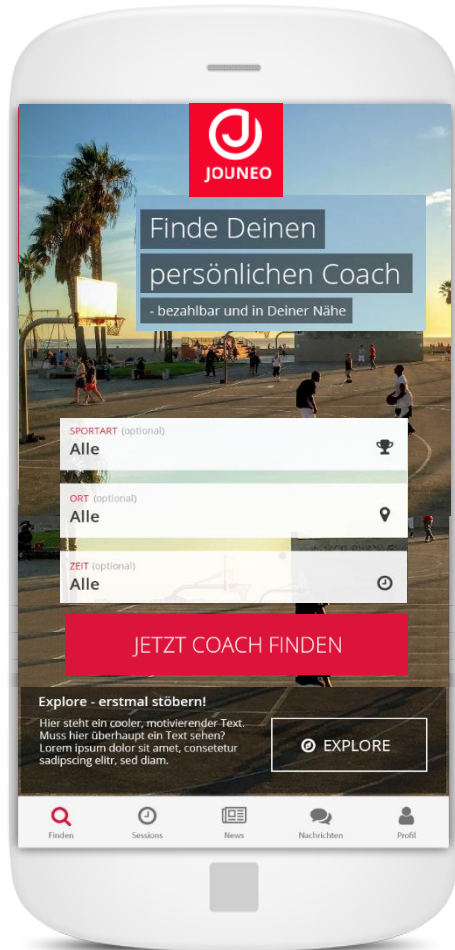 JOUNEO
Finde Deinen
persönlichen Coach
- bezahlbar und in Deiner Nähe
SPORTART (optional)
Alle
ORT (optional)
Alle
ZEIT (optional)
Alle
JETZT COACH FINDEN
Explore - erstmal stöbern!
Hier steht ein cooler, motivierender Text.
Muss hier überhaupt ein Text sehen?
Lorem ipsum dolor sit amet, consetetur
sadipscing elitr, sed diam.
EXPLORE
Finden
Sessions
News
Nachrichten
Profil